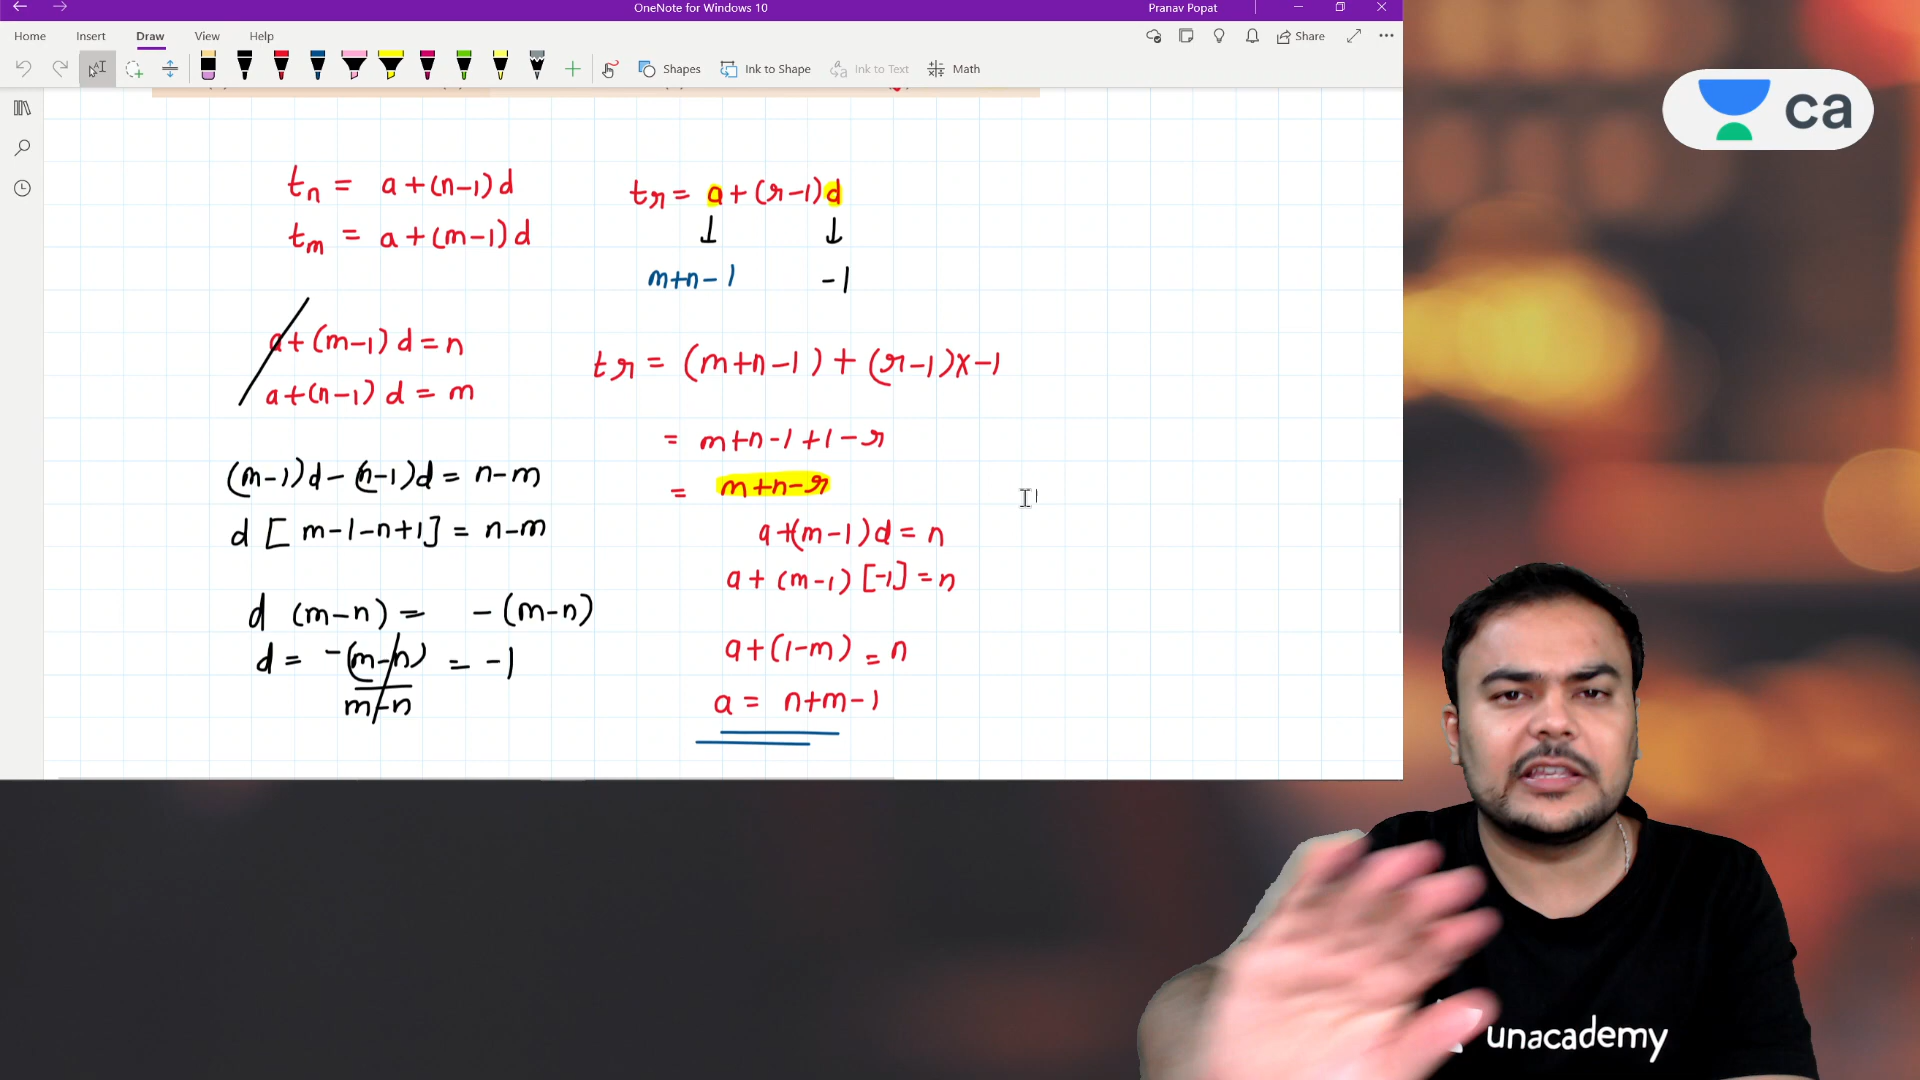 OneNote for Windows 10
Pranav Popat
Home Insert Draw View Help
Share
Shapes Ink to Shape Ink to Text Math
ca
tn = a+(n-1)d
tm = a+(m-1)d
a+(m-1)d=n
a+(n-1)d=m
(m-1)d-(n-1)d=n-m
d[m-1-n+1]=n-m
d(m-n)= -(m-n)
d= -(m-n)
m-n
= -1
tr= a+(r-1)d
↓ ↓
m+n-1 -1
tr=(m+n-1)+(r-1)x-1
= m+n-1+1-r
= m+n-r
a+(m-1)d=n
a+(m-1)[-1]=n
a+(1-m)=n
a= n+m-1
unacademy